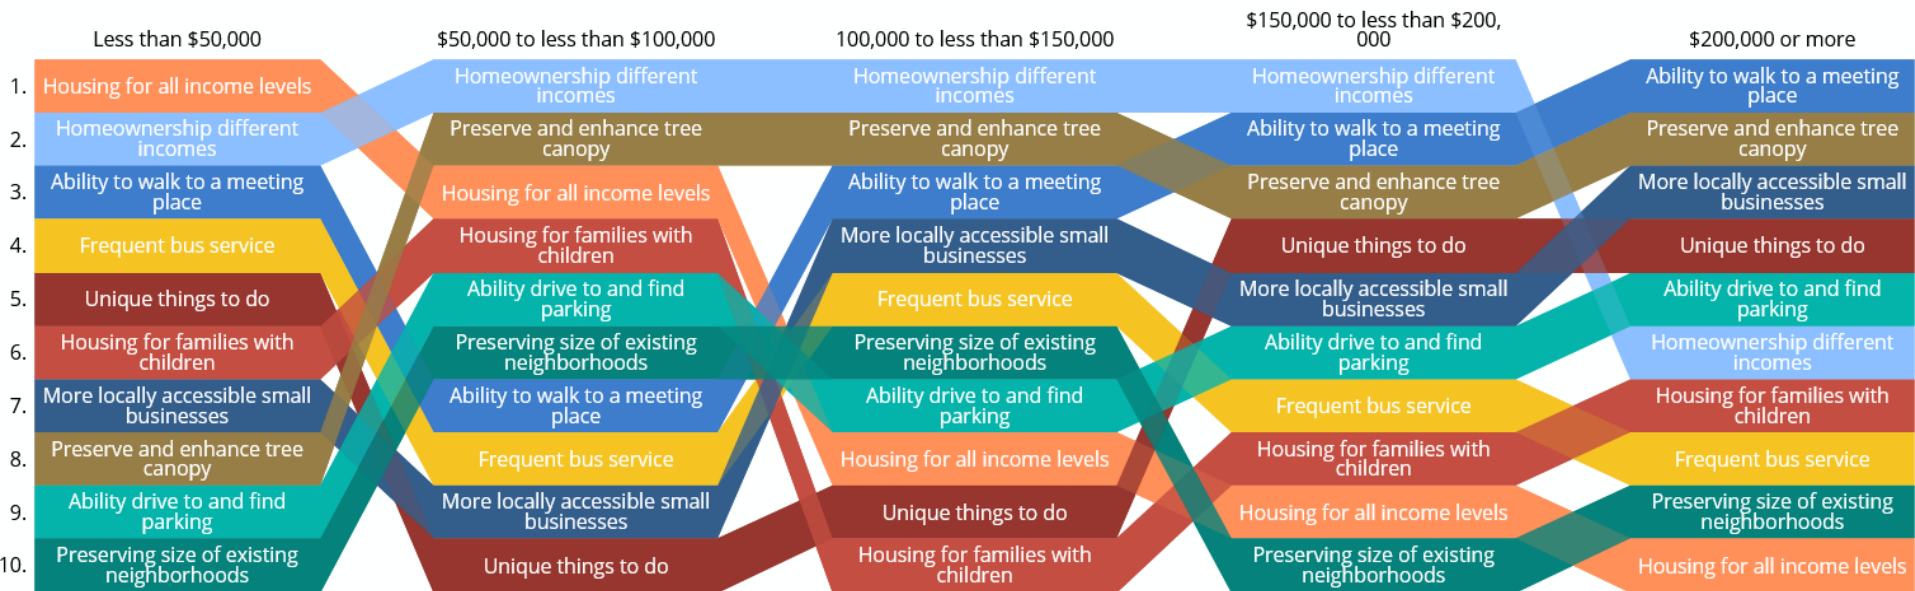 Less than $50,000
$50,000 to less than $100,000
100,000 to less than $150,000
$150,000 to less than $200,
000
$200,000 or more
1.
2.
3.
4.
5.
6.
7.
8.
9.
10.
Housing for all income levels
Homeownership different
incomes
Ability to walk to a meeting
place
Frequent bus service
Unique things to do
Housing for families with
children
More locally accessible small
businesses
Preserve and enhance tree
canopy
Ability drive to and find
parking
Preserving size of existing
neighborhoods
Homeownership different
incomes
Preserve and enhance tree
canopy
Housing for all income levels
Housing for families with
children
Ability drive to and find
parking
Preserving size of existing
neighborhoods
Ability to walk to a meeting
place
Frequent bus service
More locally accessible small
businesses
Unique things to do
Homeownership different
incomes
Preserve and enhance tree
canopy
Ability to walk to a meeting
place
More locally accessible small
businesses
Frequent bus service
Preserving size of existing
neighborhoods
Ability drive to and find
parking
Housing for all income levels
Unique things to do
Housing for families with
children
Homeownership different
incomes
Ability to walk to a meeting
place
Preserve and enhance tree
canopy
Unique things to do
More locally accessible small
businesses
Ability drive to and find
parking
Frequent bus service
Housing for families with
children
Housing for all income levels
Preserving size of existing
neighborhoods
Ability to walk to a meeting
place
Preserve and enhance tree
canopy
More locally accessible small
businesses
Unique things to do
Ability drive to and find
parking
Homeownership different
incomes
Housing for families with
children
Frequent bus service
Preserving size of existing
neighborhoods
Housing for all income levels